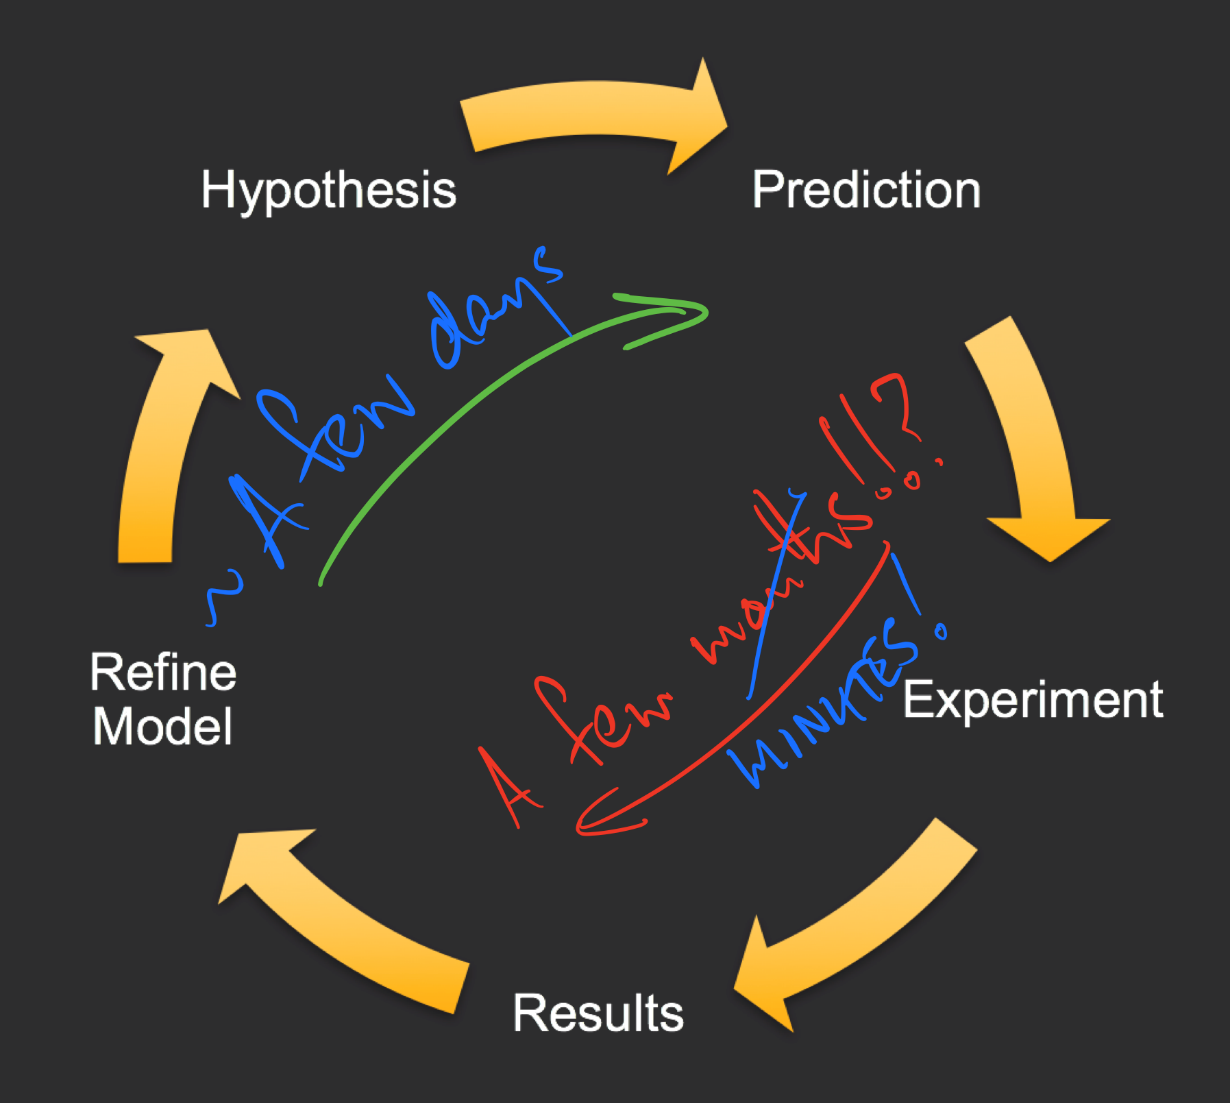 Hypothesis
Prediction
~ A few days
A few months!!?
MINUTES!
Refine
Model
Experiment
Results